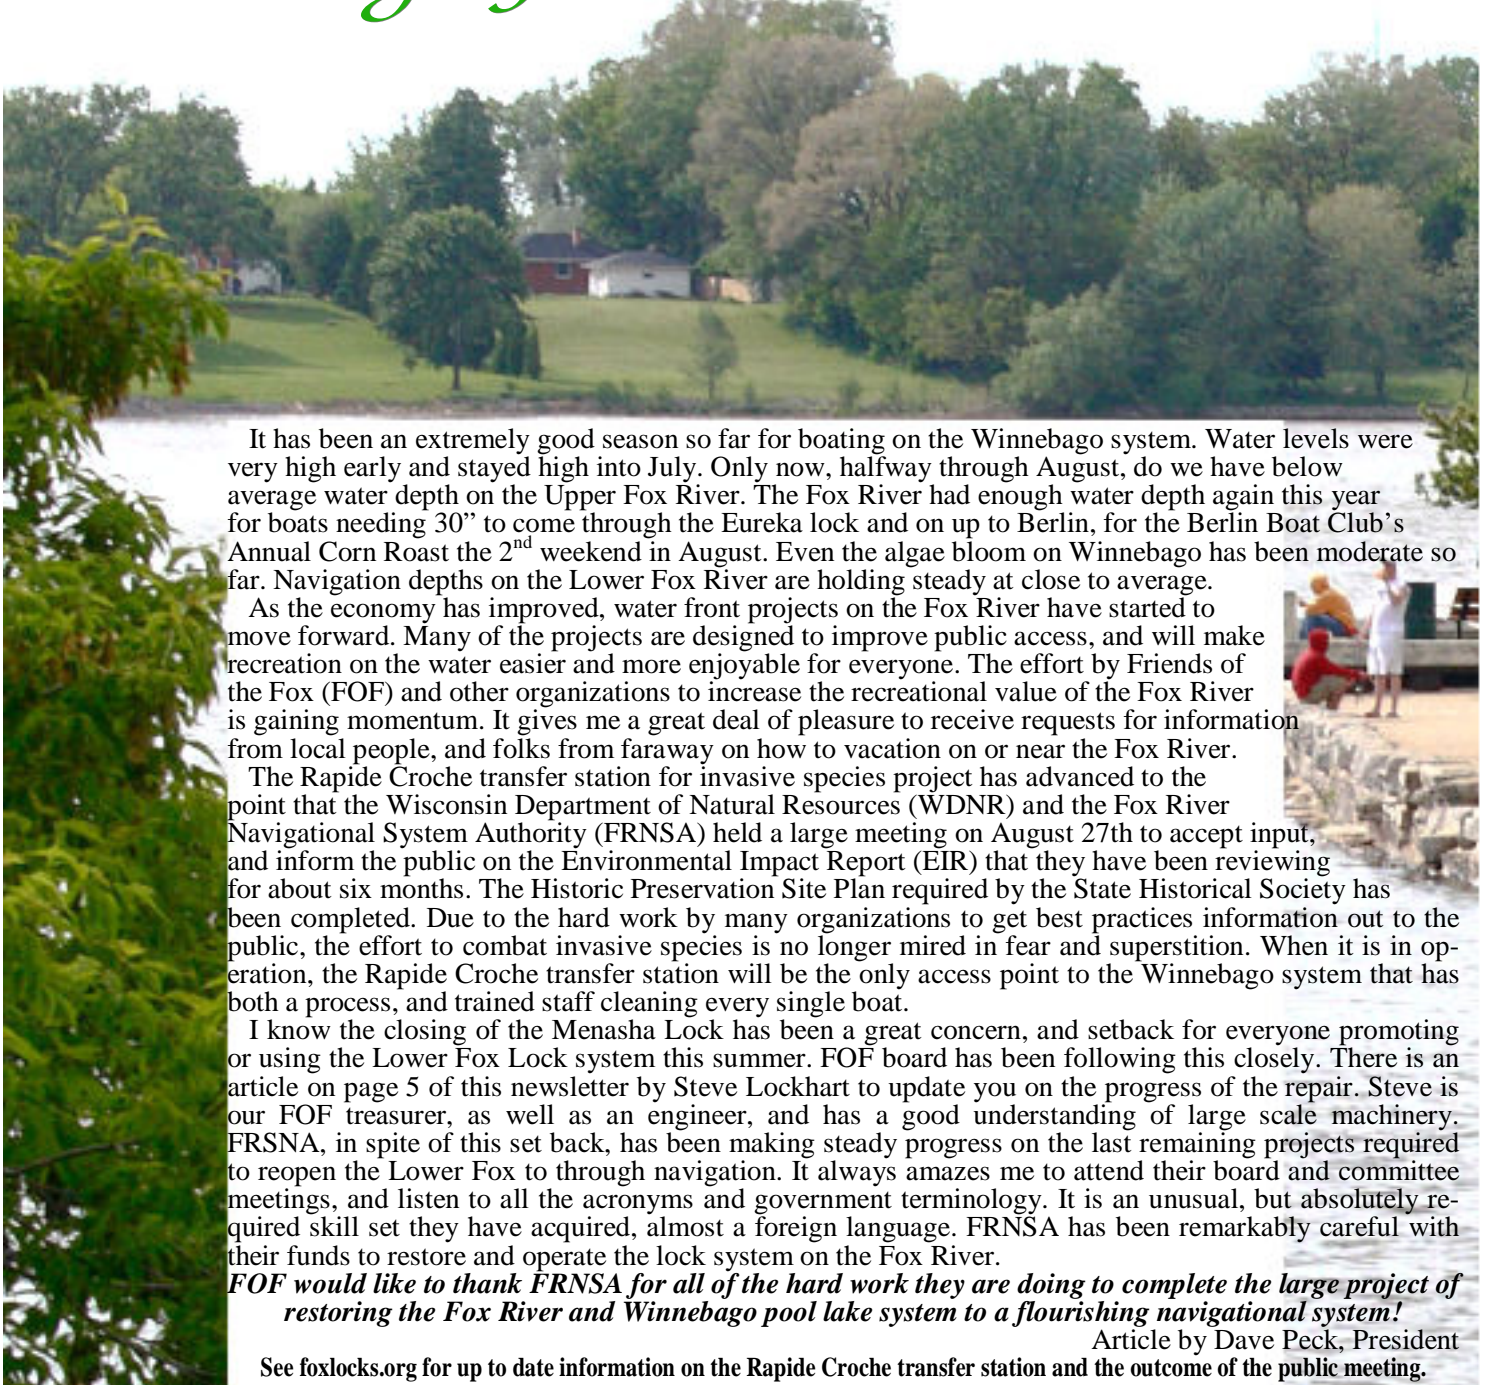 It has been an extremely good season so far for boating on the Winnebago system. Water levels were
very high early and stayed high into July. Only now, halfway through August, do we have below
average water depth on the Upper Fox River. The Fox River had enough water depth again this year
for boats needing 30” to come through the Eureka lock and on up to Berlin, for the Berlin Boat Club’s
Annual Corn Roast the 2nd weekend in August. Even the algae bloom on Winnebago has been moderate so
far. Navigation depths on the Lower Fox River are holding steady at close to average.
As the economy has improved, water front projects on the Fox River have started to
move forward. Many of the projects are designed to improve public access, and will make
recreation on the water easier and more enjoyable for everyone. The effort by Friends of
the Fox (FOF) and other organizations to increase the recreational value of the Fox River
is gaining momentum. It gives me a great deal of pleasure to receive requests for information
from local people, and folks from faraway on how to vacation on or near the Fox River.
The Rapide Croche transfer station for invasive species project has advanced to the
point that the Wisconsin Department of Natural Resources (WDNR) and the Fox River
Navigational System Authority (FRNSA) held a large meeting on August 27th to accept input,
and inform the public on the Environmental Impact Report (EIR) that they have been reviewing
for about six months. The Historic Preservation Site Plan required by the State Historical Society has
been completed. Due to the hard work by many organizations to get best practices information out to the
public, the effort to combat invasive species is no longer mired in fear and superstition. When it is in op-
eration, the Rapide Croche transfer station will be the only access point to the Winnebago system that has
both a process, and trained staff cleaning every single boat.
I know the closing of the Menasha Lock has been a great concern, and setback for everyone promoting
or using the Lower Fox Lock system this summer. FOF board has been following this closely. There is an
article on page 5 of this newsletter by Steve Lockhart to update you on the progress of the repair. Steve is
our FOF treasurer, as well as an engineer, and has a good understanding of large scale machinery.
FRSNA, in spite of this set back, has been making steady progress on the last remaining projects required
to reopen the Lower Fox to through navigation. It always amazes me to attend their board and committee
meetings, and listen to all the acronyms and government terminology. It is an unusual, but absolutely re-
quired skill set they have acquired, almost a foreign language. FRNSA has been remarkably careful with
their funds to restore and operate the lock system on the Fox River.
FOF would like to thank FRNSA for all of the hard work they are doing to complete the large project of
restoring the Fox River and Winnebago pool lake system to a flourishing navigational system!
Article by Dave Peck, President
See foxlocks.org for up to date information on the Rapide Croche transfer station and the outcome of the public meeting.